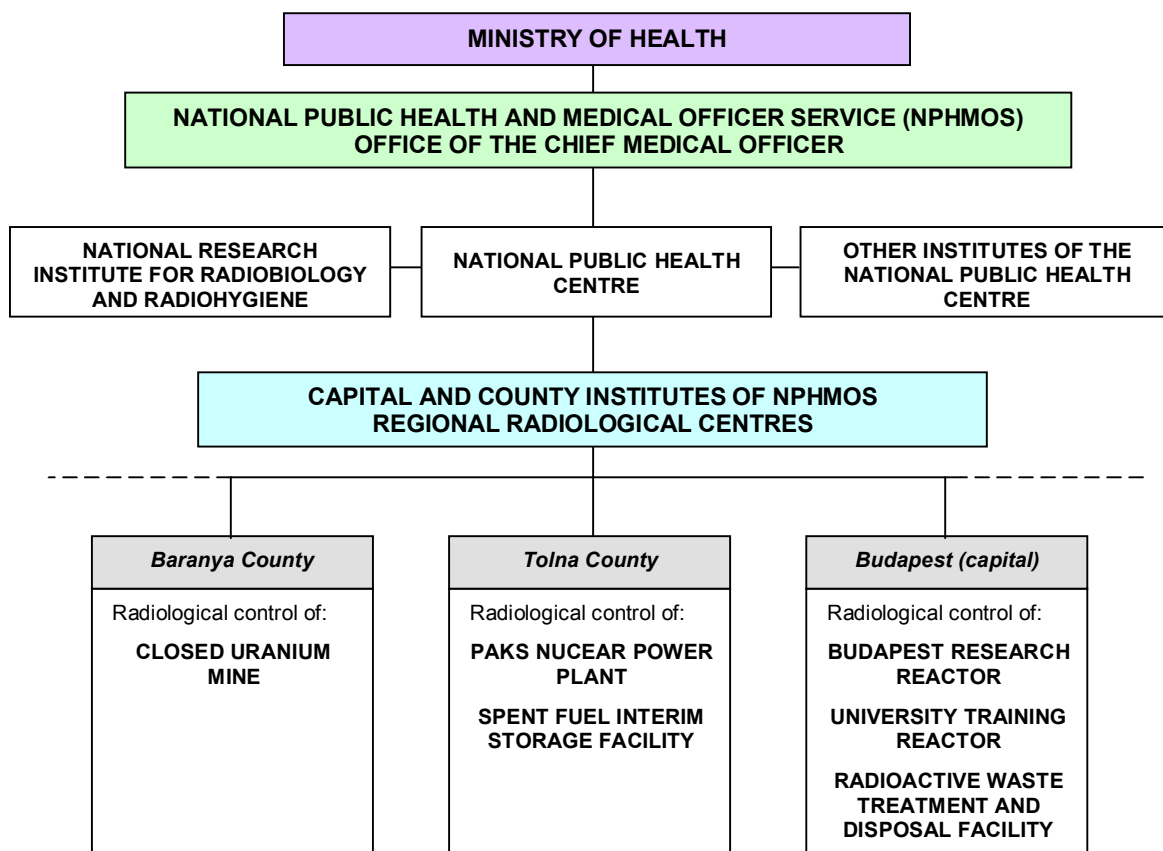 MINISTRY OF HEALTH
NATIONAL PUBLIC HEALTH AND MEDICAL OFFICER SERVICE (NPHMOS)
OFFICE OF THE CHIEF MEDICAL OFFICER
NATIONAL RESEARCH
INSTITUTE FOR RADIOBIOLOGY
AND RADIOHYGIENE
NATIONAL PUBLIC HEALTH
CENTRE
OTHER INSTITUTES OF THE
NATIONAL PUBLIC HEALTH
CENTRE
CAPITAL AND COUNTY INSTITUTES OF NPHMOS
REGIONAL RADIOLOGICAL CENTRES
Baranya County
Radiological control of:
CLOSED URANIUM
MINE
Tolna County
Radiological control of:
PAKS NUCEAR POWER
PLANT
SPENT FUEL INTERIM
STORAGE FACILITY
Budapest (capital)
Radiological control of:
BUDAPEST RESEARCH
REACTOR
UNIVERSITY TRAINING
REACTOR
RADIOACTIVE WASTE
TREATMENT AND
DISPOSAL FACILITY